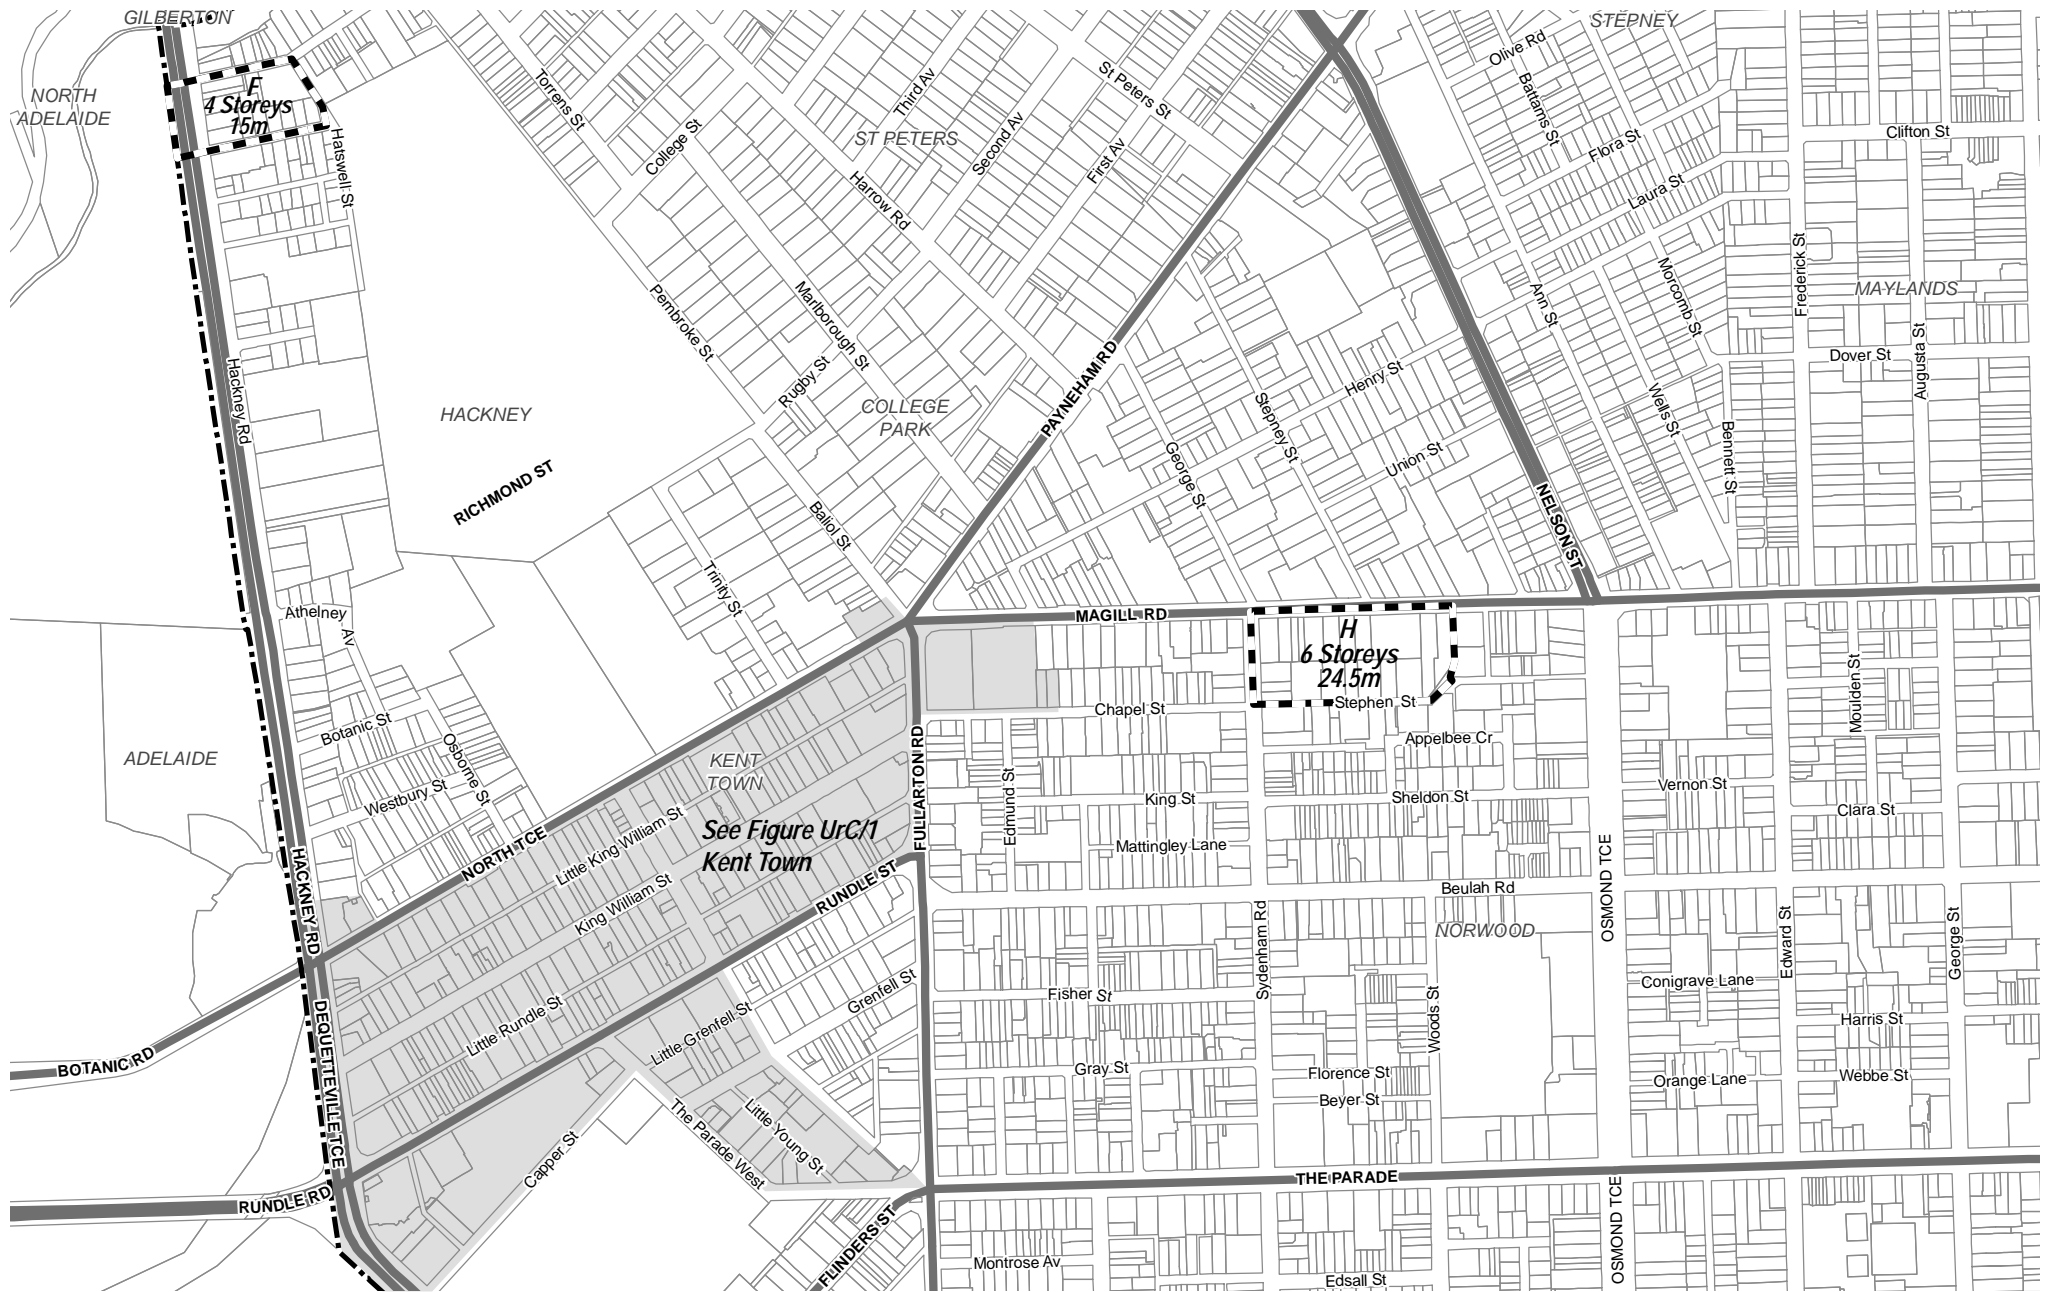 GILBERTON
STEPNEY
Olive Rd
Battams St
F
4 Storeys
15m
NORTH
ADELAIDE
Torrens St
Third Av
St Peters St
College St
ST PETERS
Second Av
First Av
Flora St
Clifton St
Hatswell St
Harrow Rd
Laura St
Frederick St
Morcomb St
Ann St
MAYLANDS
Pembroke St
Marlborough St
Hackney Rd
HACKNEY
Rugby St
COLLEGE
PARK
PAYNEHAM RD
Henry St
Stepney St
Dover St
Augusta St
Wells St
Bennett St
Union St
George St
RICHMOND ST
NELSON ST
Baliol St
Trinity St
Athelney
Av
MAGILL RD
H
6 Storeys
24.5m
Stephen St
Chapel St
Moulden St
Botanic St
Osborne St
ADELAIDE
KENT
TOWN
FULLARTON RD
Appelbee Cr
Westbury St
Edmund St
King St
Sheldon St
Vernon St
Clara St
See Figure UrC/1
Kent Town
Little King William St
NORTH TCE
Mattingley Lane
RUNDLE ST
King William St
HACKNEY RD
Beulah Rd
OSMOND TCE
NORWOOD
Sydenham Rd
Edward St
George St
Grenfell St
Fisher St
Conigrave Lane
Woods St
Harris St
Little Rundle St
Little Grenfell St
BOTANIC RD
DEQUETTEVILLE TCE
Gray St
Florence St
Beyer St
Orange Lane
Webbe St
The Parade West
Little Young St
Capper St
THE PARADE
RUNDLE RD
FLINDERS ST
OSMOND TCE
Montrose Av
Edsall St